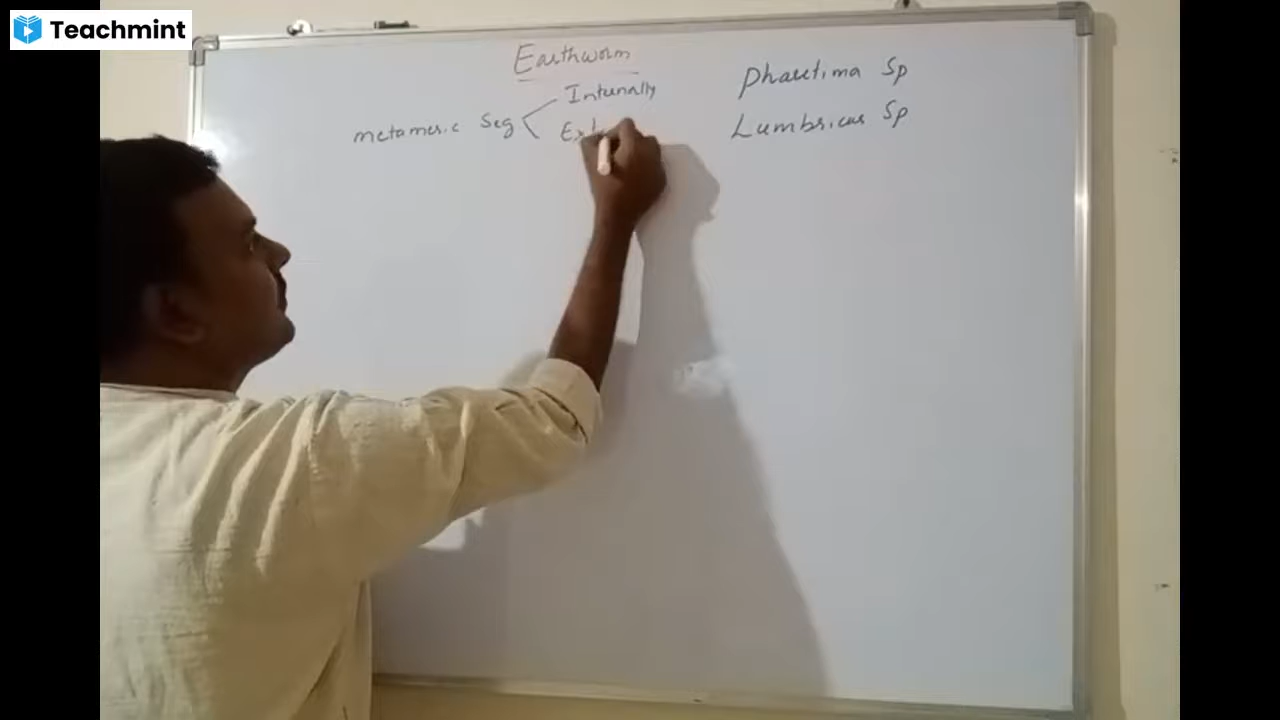 Teachmint
Earthworm
metameric Seg
Internally
Ext
Pheretima Sp
Lumbricus Sp